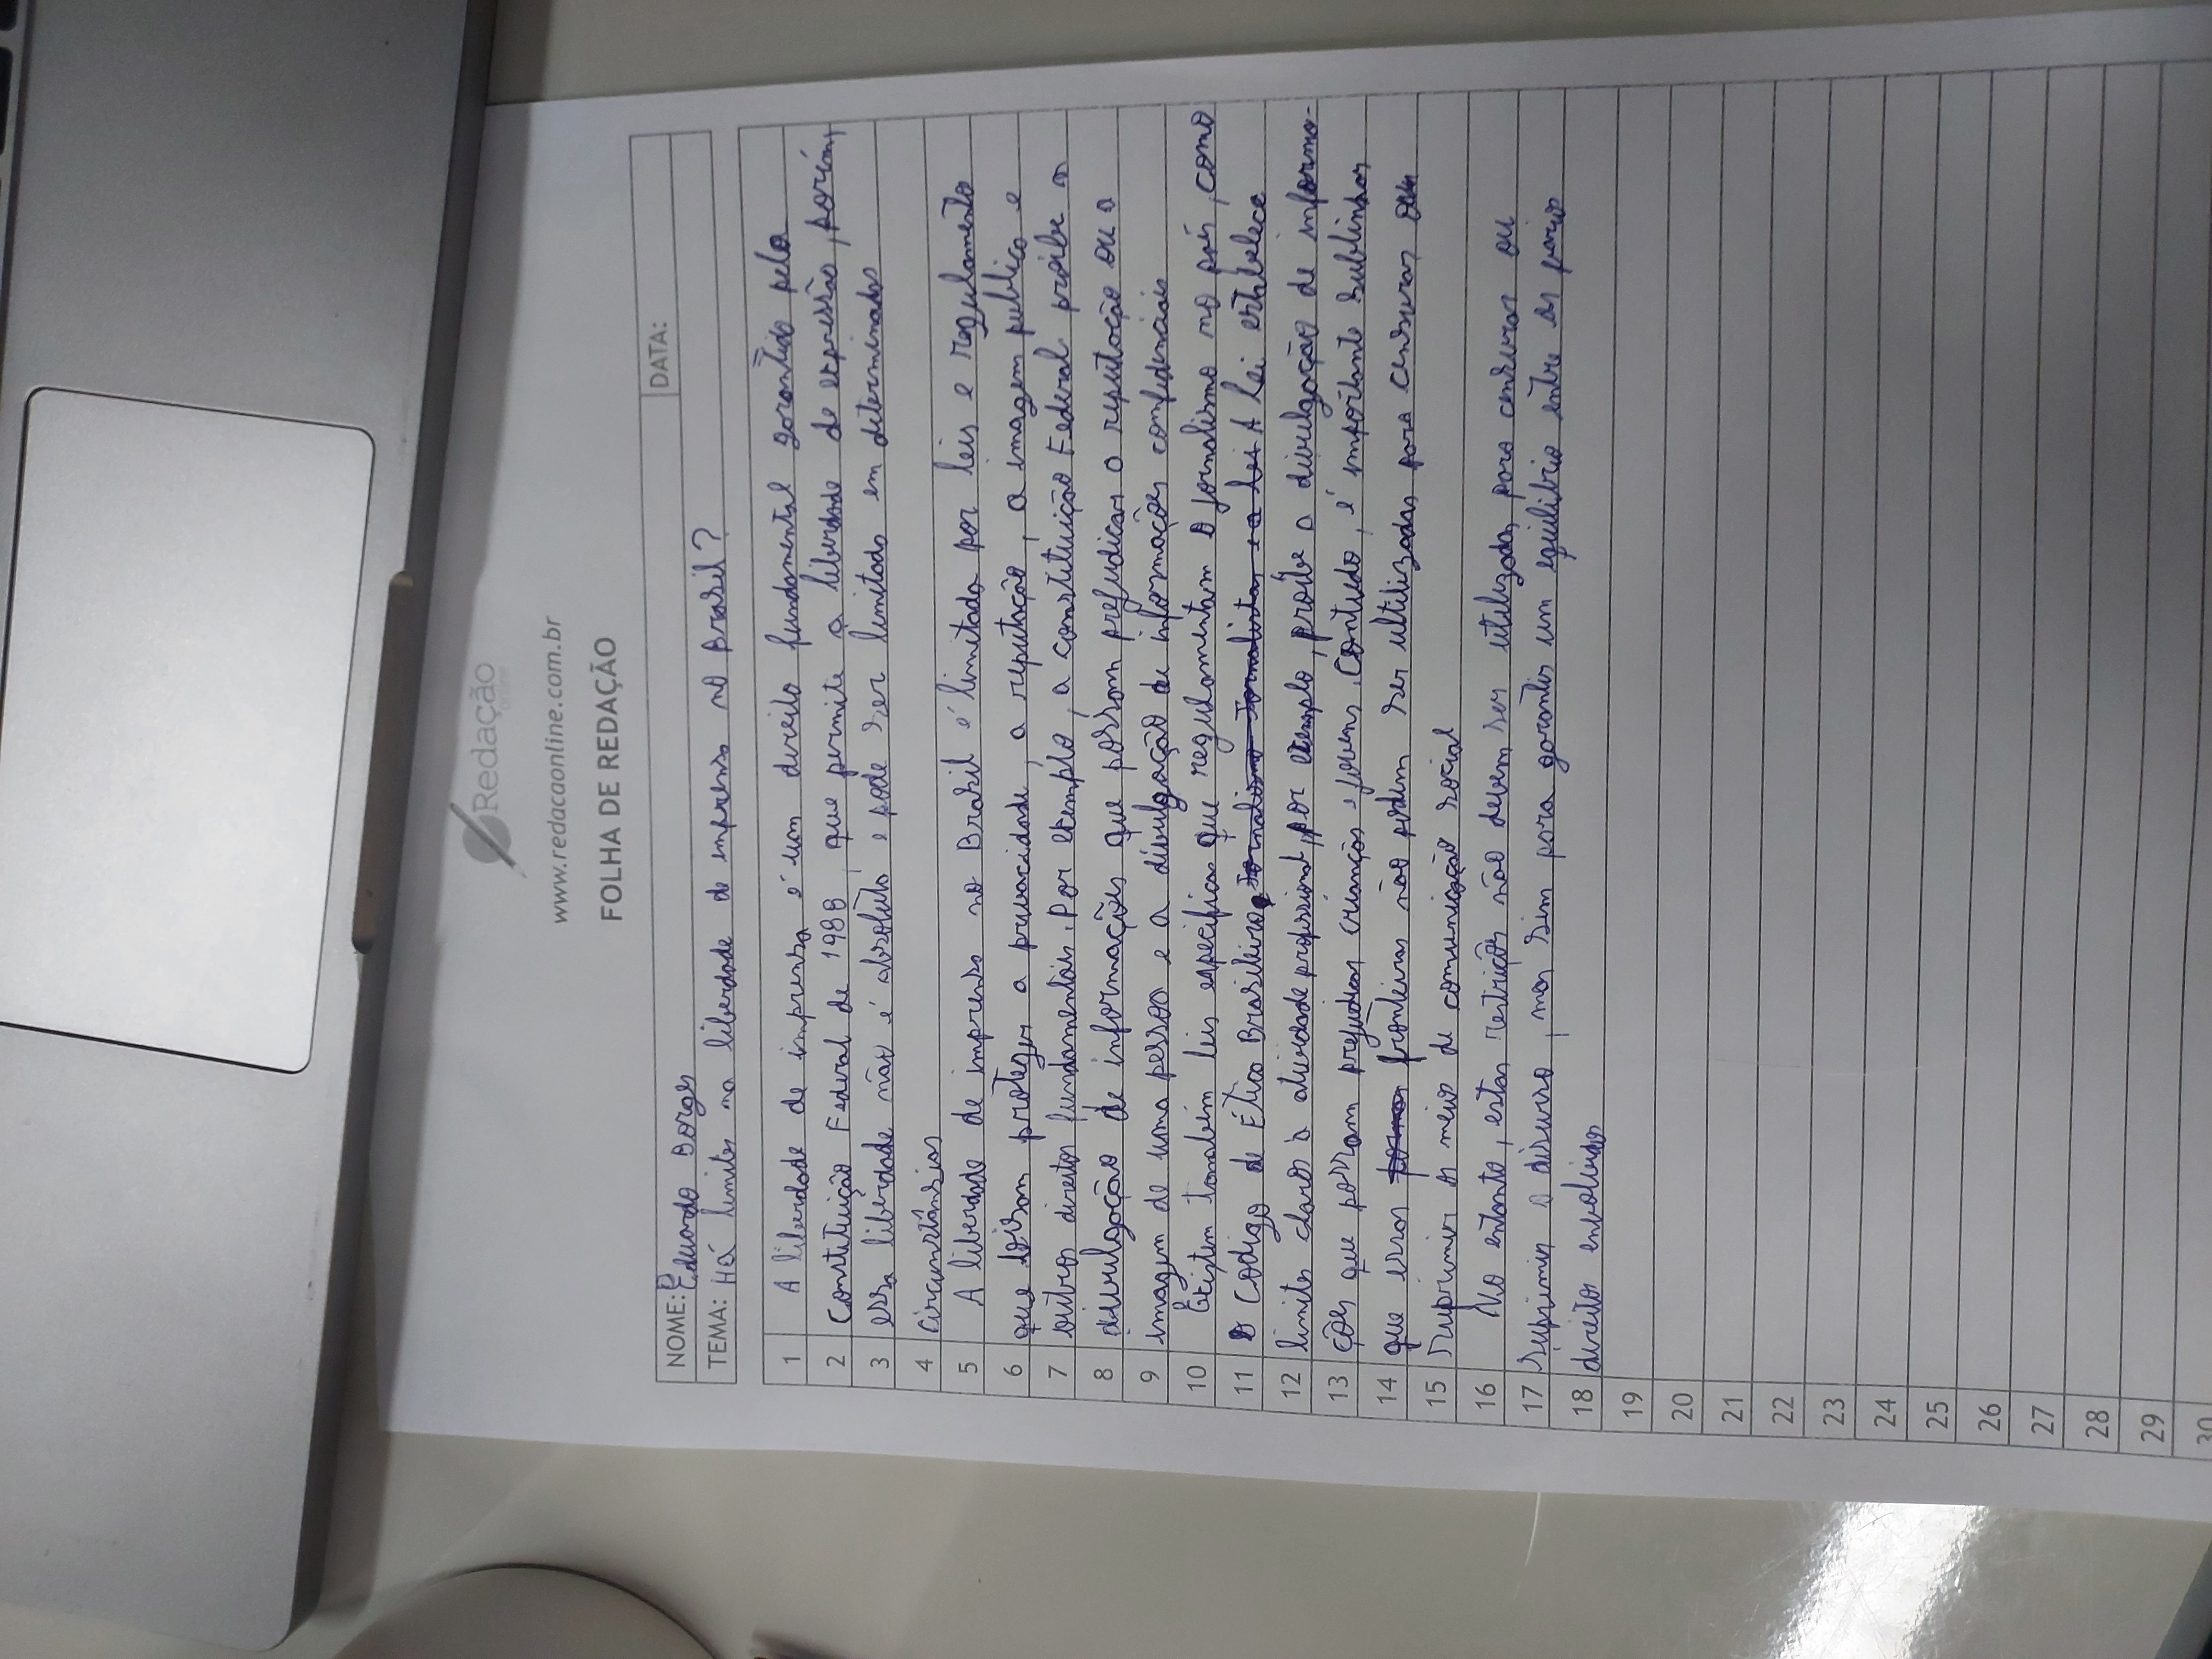 Redação
online
www.redacaonline.com.br
FOLHA DE REDAÇÃO
NOME: Eduardo Borges DATA:
TEMA: Há limites na liberdade de imprensa no Brasil?
1 A liberdade de imprensa é um direito fundamental garantido pela
2 Constituição Federal de 1988, que permite a liberdade de expressão, porém,
3 essa liberdade não é absoluta e pode ser limitada em determinadas
4 circunstânsias
5 A liberdade de imprensa no Brasil é limitada por leis e regulamento
6 que visam proteger a privacidade, a reputação, a imagem publica e
7 outros direitos fundamentais. Por exemplo, a constituição Federal proibe a
8 divulgação de informações que possam prejudicar a reputação ou a
9 imagem de uma pessoa e a divulgação de informações confidenciais
10 Existem também leis especificas que regulamentam o jornalismo no país, como
11 o Codigo de Ética Brasileiro. Jornalismo Jornalistas e a lei A lei estabelece
12 limites claros à atividade profissional, por exemplo, proíbe a divulgação de informa-
13 ções que possam prejudicar crianças e jovens. Contudo, é importante sublinhar
14 que essas formas fronteiras não podem ser ultilizadas para censurar ou
15 suprimir os meios de comunicação social
16 No entanto, estas restrições não devem ser utilizadas para censurar ou
17 suprimir o discurso, mas sim para garantir um equilibrio entre os varios
18 direitos envolvidos
19
20
21
22
23
24
25
26
27
28
29
30